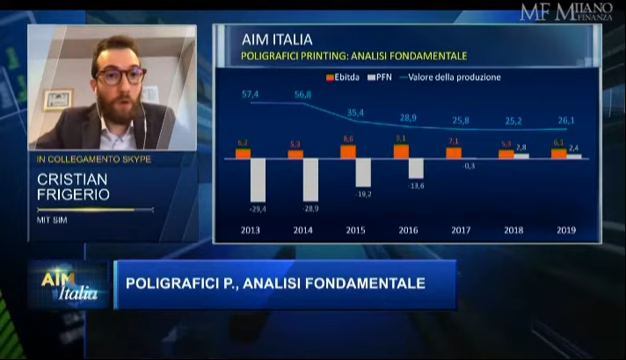 MF MILANO
FINANZA
AIM ITALIA
POLIGRAFICI PRINTING: ANALISI FONDAMENTALE
Ebitda PFN Valore della produzione
57,4 56,8 35,4 28,9 25,8 25,2 26,1
6,2 5,3 8,6 9,1 7,1 5,3 2,8 6,1 2,4
-29,4 -28,9 -19,2 -13,6 -0,3
2013 2014 2015 2016 2017 2018 2019
IN COLLEGAMENTO SKYPE
CRISTIAN
FRIGERIO
MIT SIM
AIM
Italia
POLIGRAFICI P., ANALISI FONDAMENTALE